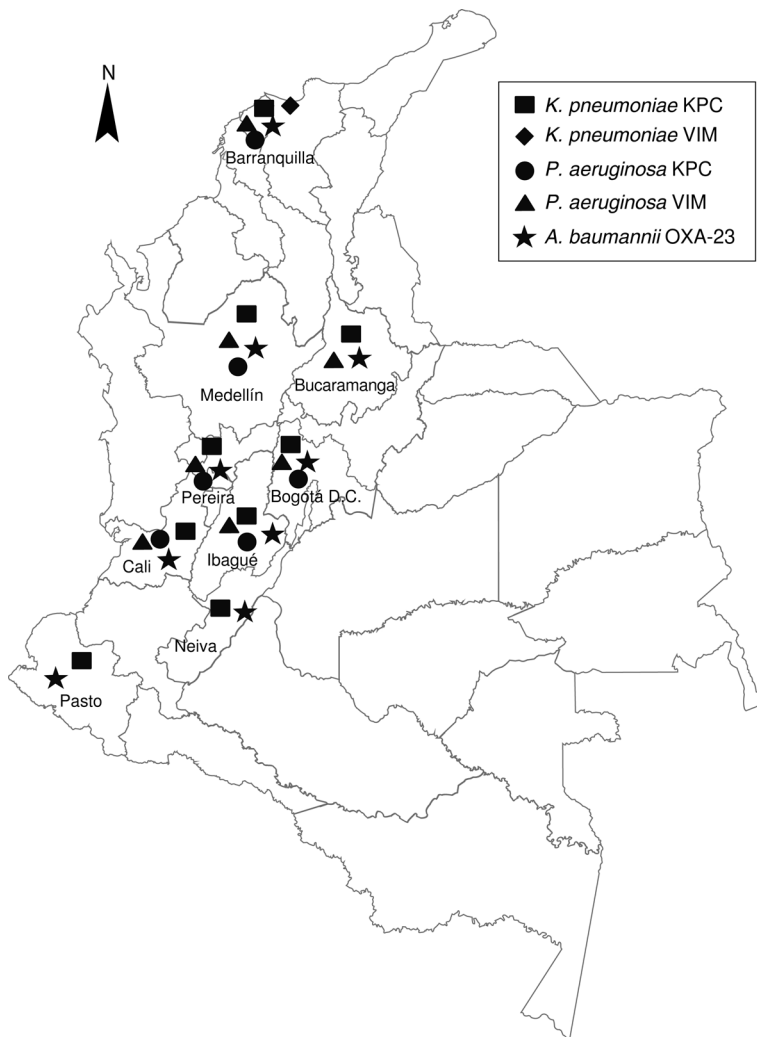 N
K. pneumoniae KPC
K. pneumoniae VIM
P. aeruginosa KPC
P. aeruginosa VIM
A. baumannii OXA-23
Barranquilla
Medellín
Bucaramanga
Pereira
Bogotá D.C.
Cali
Ibagué
Neiva
Pasto